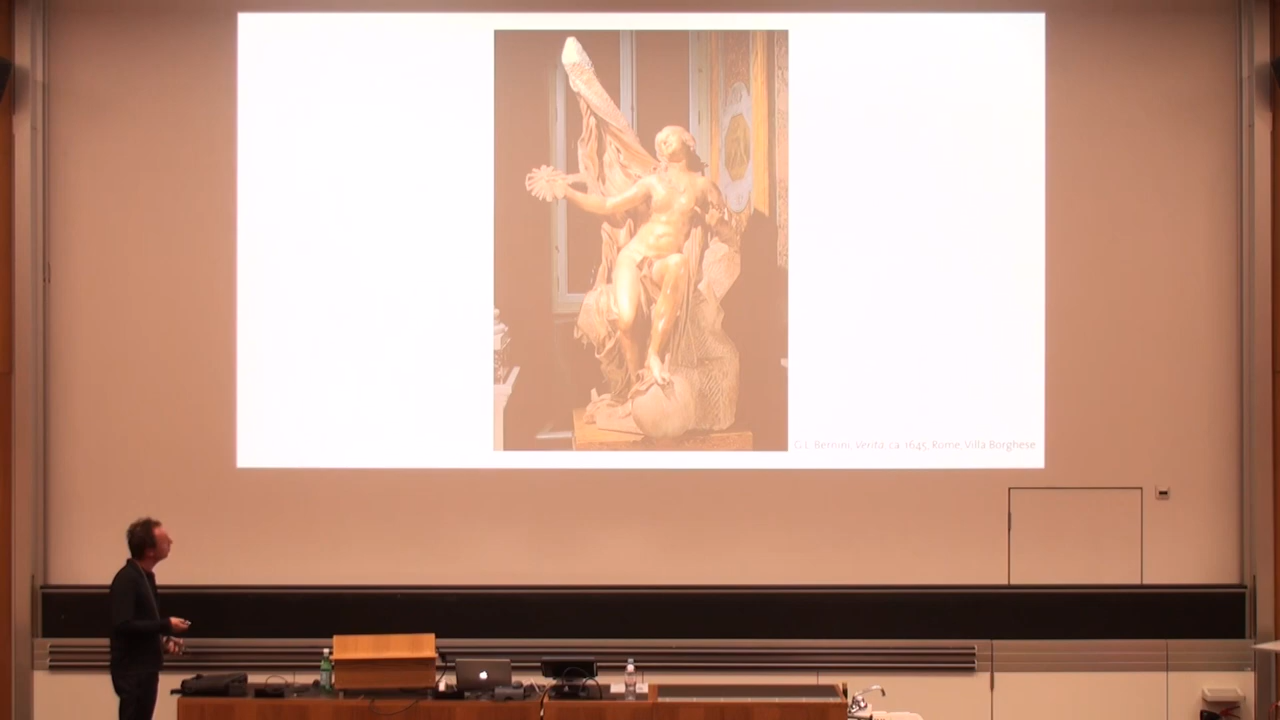 G.L. Bernini, Verità, ca. 1645, Rome, Villa Borghese